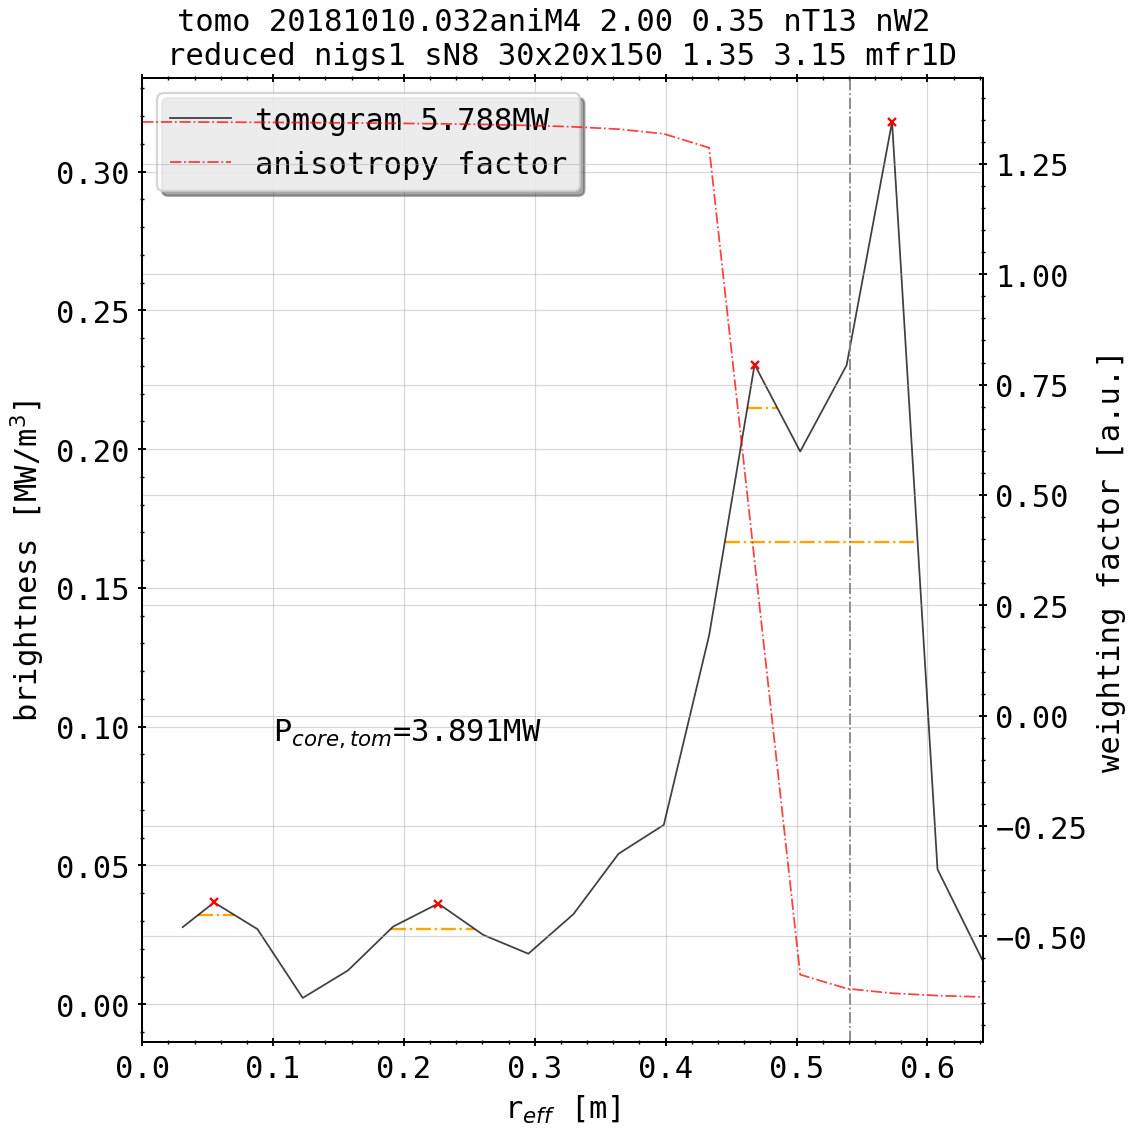 tomo 20181010.032aniM4 2.00 0.35 nT13 nW2
reduced nigs1 sN8 30x20x150 1.35 3.15 mfr1D
tomogram 5.788MW
anisotropy factor
0.30
0.25
0.20
0.15
0.10
0.05
0.00
brightness [MW/m³]
P_core,tom=3.891MW
1.25
1.00
0.75
0.50
0.25
0.00
−0.25
−0.50
weighting factor [a.u.]
0.0 0.1 0.2 0.3 0.4 0.5 0.6
r_eff [m]